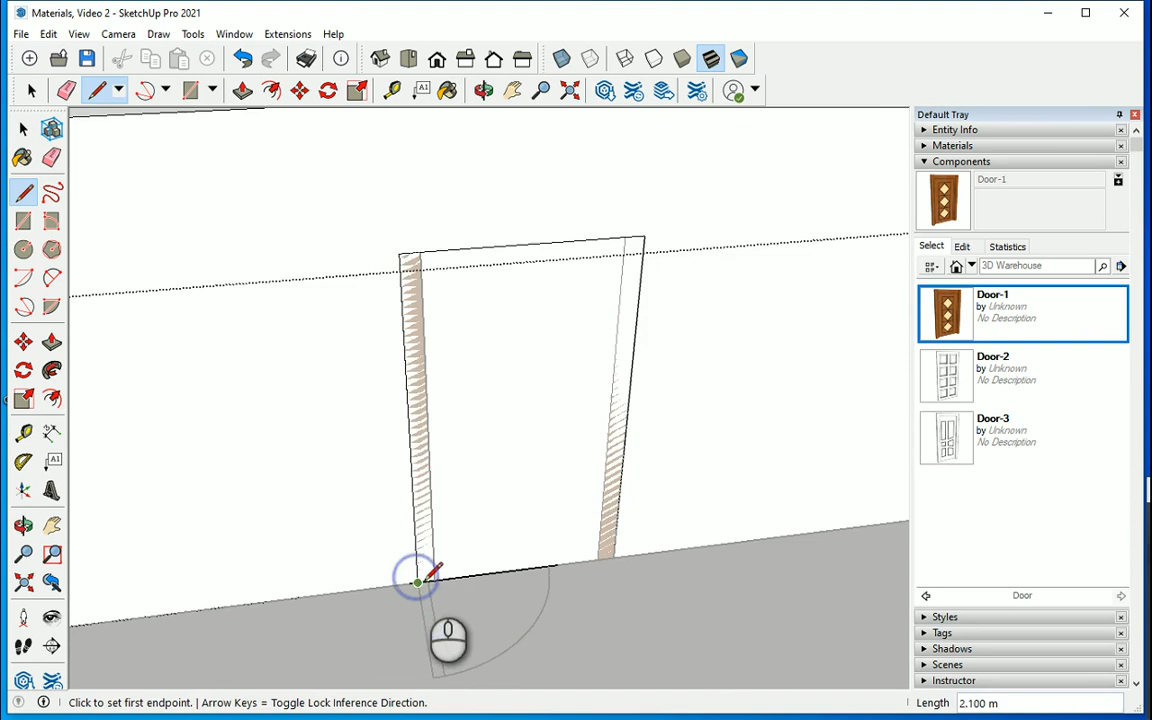 Materials, Video 2 - SketchUp Pro 2021
File Edit View Camera Draw Tools Window Extensions Help
A1
Default Tray
Entity Info
Materials
Components
Door-1
Select Edit Statistics
3D Warehouse
Door-1
by Unknown
No Description
Door-2
by Unknown
No Description
Door-3
by Unknown
No Description
A1
Door
Styles
Tags
Shadows
Scenes
Instructor
Click to set first endpoint. | Arrow Keys = Toggle Lock Inference Direction.
Length 2.100 m